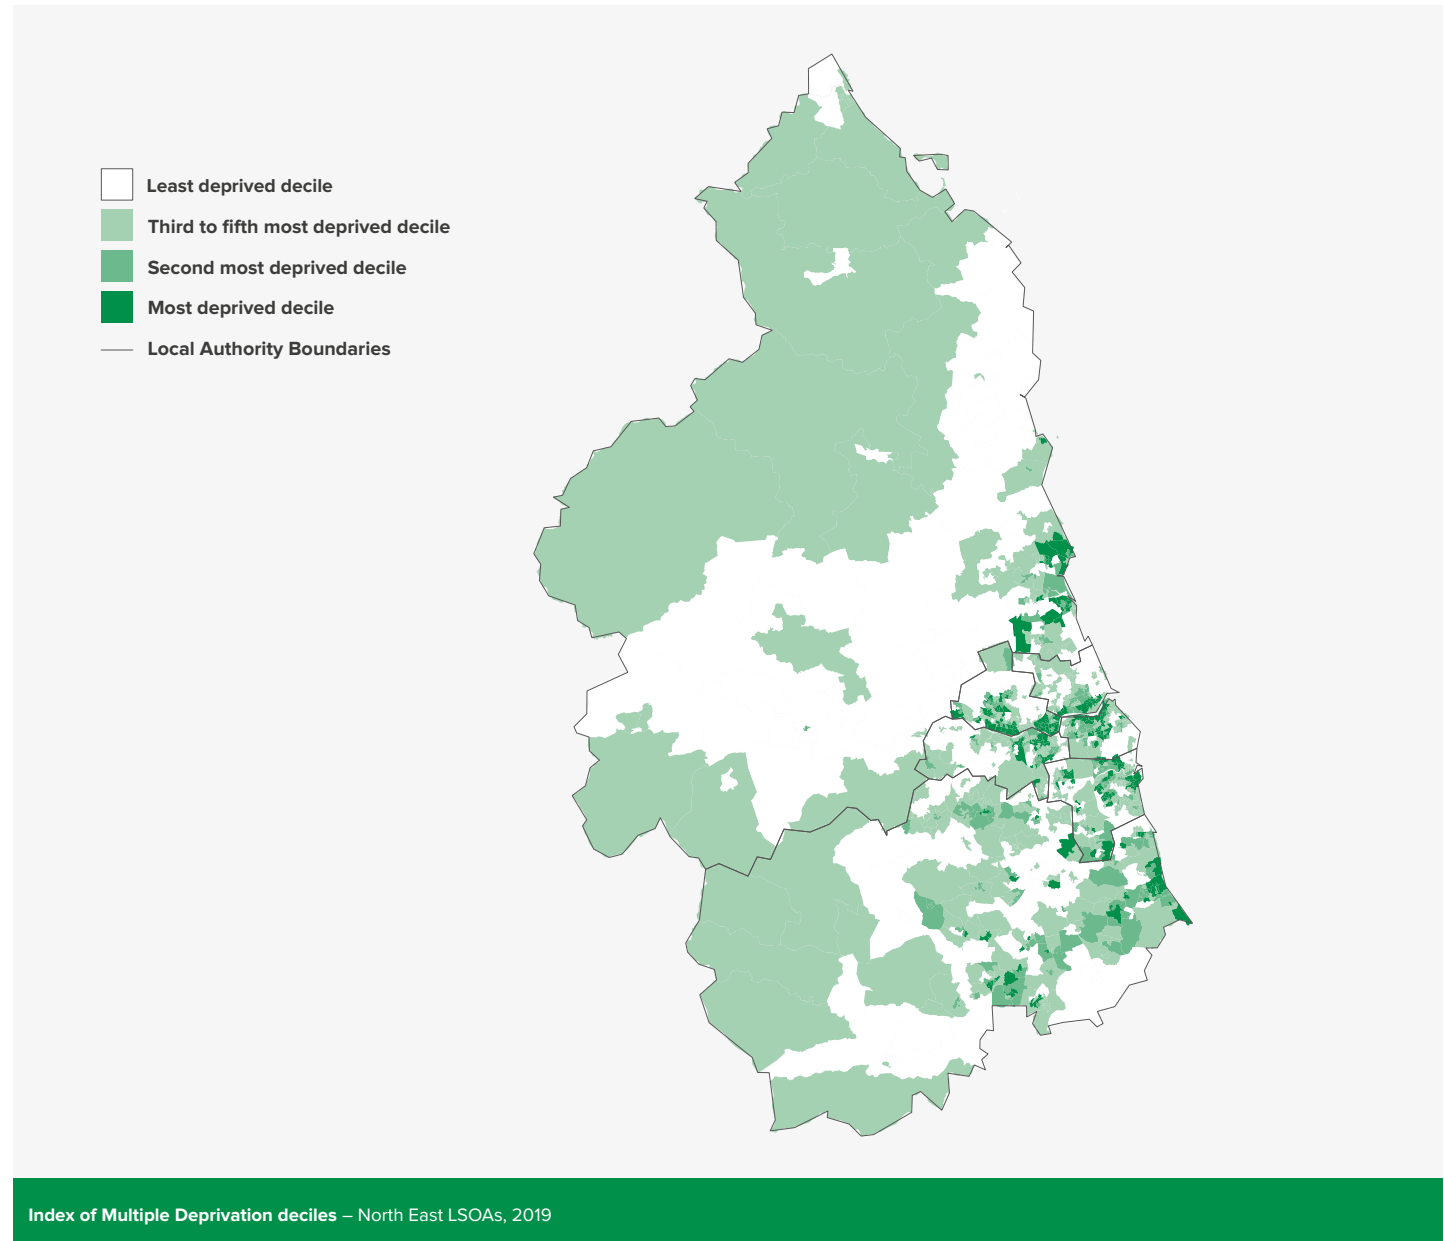 Least deprived decile
Third to fifth most deprived decile
Second most deprived decile
Most deprived decile
Local Authority Boundaries
Index of Multiple Deprivation deciles – North East LSOAs, 2019